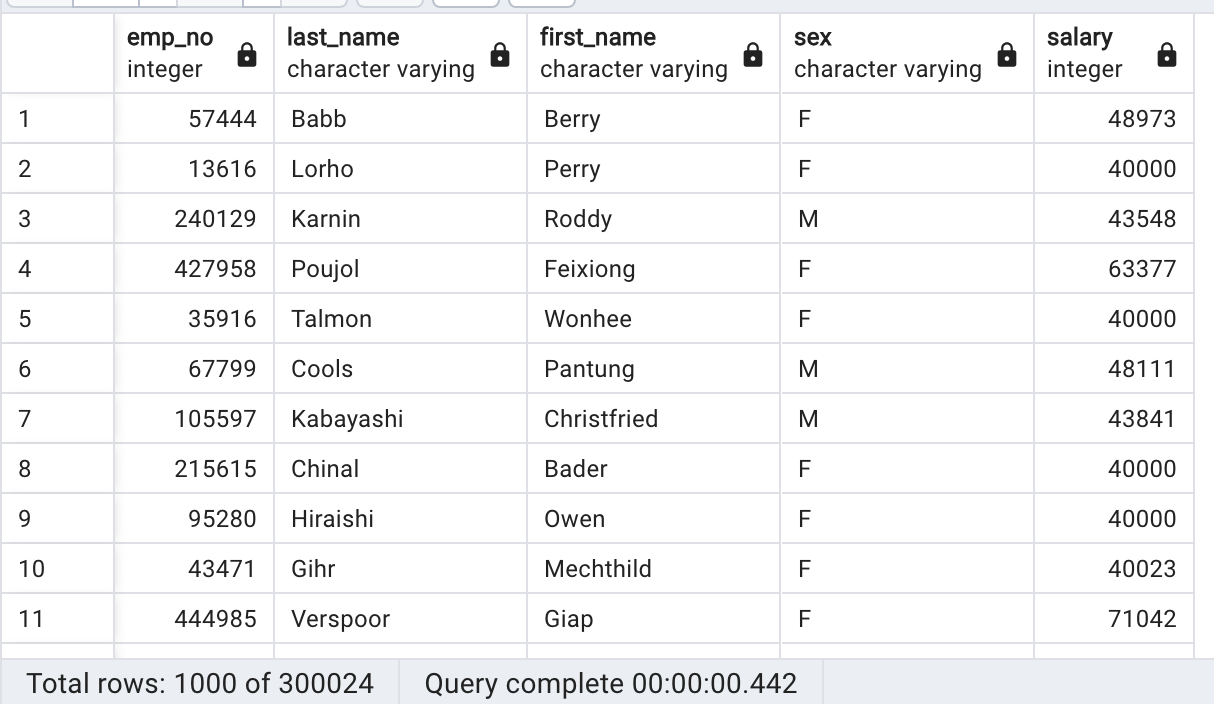 emp_no last_name first_name sex salary
integer character varying character varying character varying integer
1 57444 Babb Berry F 48973
2 13616 Lorho Perry F 40000
3 240129 Karnin Roddy M 43548
4 427958 Poujol Feixiong F 63377
5 35916 Talmon Wonhee F 40000
6 67799 Cools Pantung M 48111
7 105597 Kabayashi Christfried M 43841
8 215615 Chinal Bader F 40000
9 95280 Hiraishi Owen F 40000
10 43471 Gihr Mechthild F 40023
11 444985 Verspoor Giap F 71042
Total rows: 1000 of 300024 Query complete 00:00:00.442